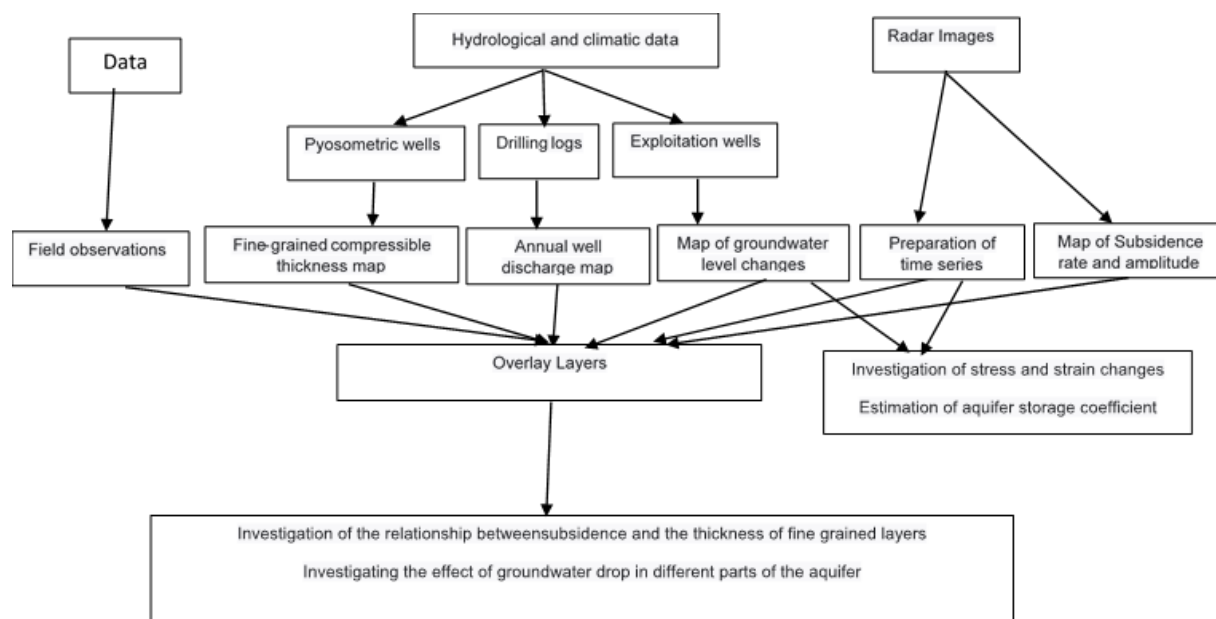 Data
Hydrological and climatic data
Radar Images
Pyosometric wells
Drilling logs
Exploitation wells
Field observations
Fine-grained compressible
thickness map
Annual well
discharge map
Map of groundwater
level changes
Preparation of
time series
Map of Subsidence
rate and amplitude
Overlay Layers
Investigation of stress and strain changes
Estimation of aquifer storage coefficient
Investigation of the relationship betweensubsidence and the thickness of fine grained layers
Investigating the effect of groundwater drop in different parts of the aquifer